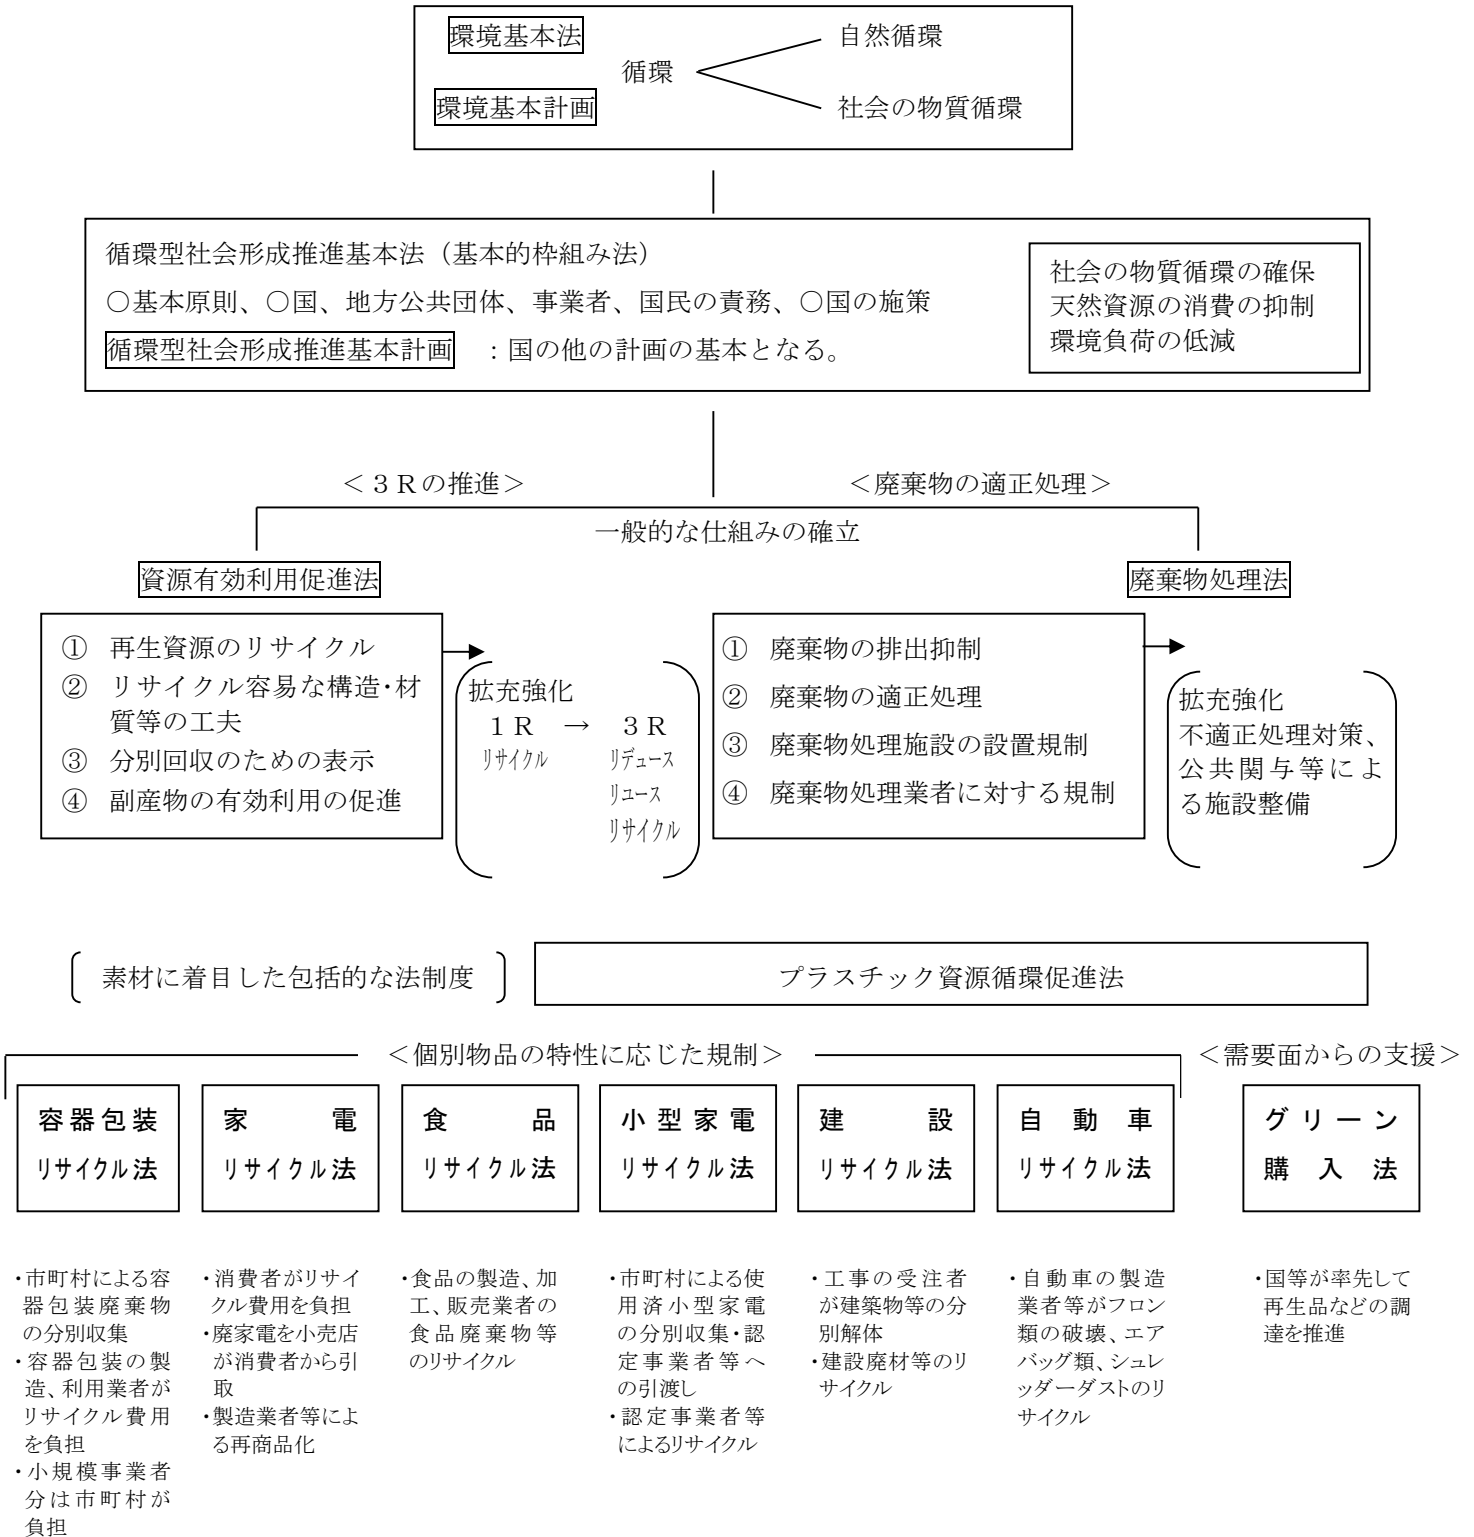 環境基本法
自然循環
循環
環境基本計画
社会の物質循環
循環型社会形成推進基本法（基本的枠組み法）
○基本原則、○国、地方公共団体、事業者、国民の責務、○国の施策
循環型社会形成推進基本計画　：国の他の計画の基本となる。
社会の物質循環の確保
天然資源の消費の抑制
環境負荷の低減
＜３Ｒの推進＞
＜廃棄物の適正処理＞
一般的な仕組みの確立
資源有効利用促進法
廃棄物処理法
①　再生資源のリサイクル
②　リサイクル容易な構造・材
質等の工夫
③　分別回収のための表示
④　副産物の有効利用の促進
拡充強化
１Ｒ　→　３Ｒ
リサイクル　リデュース
リユース
リサイクル
①　廃棄物の排出抑制
②　廃棄物の適正処理
③　廃棄物処理施設の設置規制
④　廃棄物処理業者に対する規制
拡充強化
不適正処理対策、
公共関与等によ
る施設整備
素材に着目した包括的な法制度
プラスチック資源循環促進法
＜個別物品の特性に応じた規制＞
＜需要面からの支援＞
容器包装
リサイクル法
家電
リサイクル法
食品
リサイクル法
小型家電
リサイクル法
建設
リサイクル法
自動車
リサイクル法
グリーン
購入法
・市町村による容
器包装廃棄物
の分別収集
・容器包装の製
造、利用業者が
リサイクル費用
を負担
・小規模事業者
分は市町村が
負担
・消費者がリサイ
クル費用を負担
・廃家電を小売店
が消費者から引
取
・製造業者等によ
る再商品化
・食品の製造、加
工、販売業者の
食品廃棄物等
のリサイクル
・市町村による使
用済小型家電
の分別収集・認
定事業者等へ
の引渡し
・認定事業者等
によるリサイクル
・工事の受注者
が建築物等の分
別解体
・建設廃材等のリ
サイクル
・自動車の製造
業者等がフロン
類の破壊、エア
バッグ類、シュレ
ッダーダストのリ
サイクル
・国等が率先して
再生品などの調
達を推進